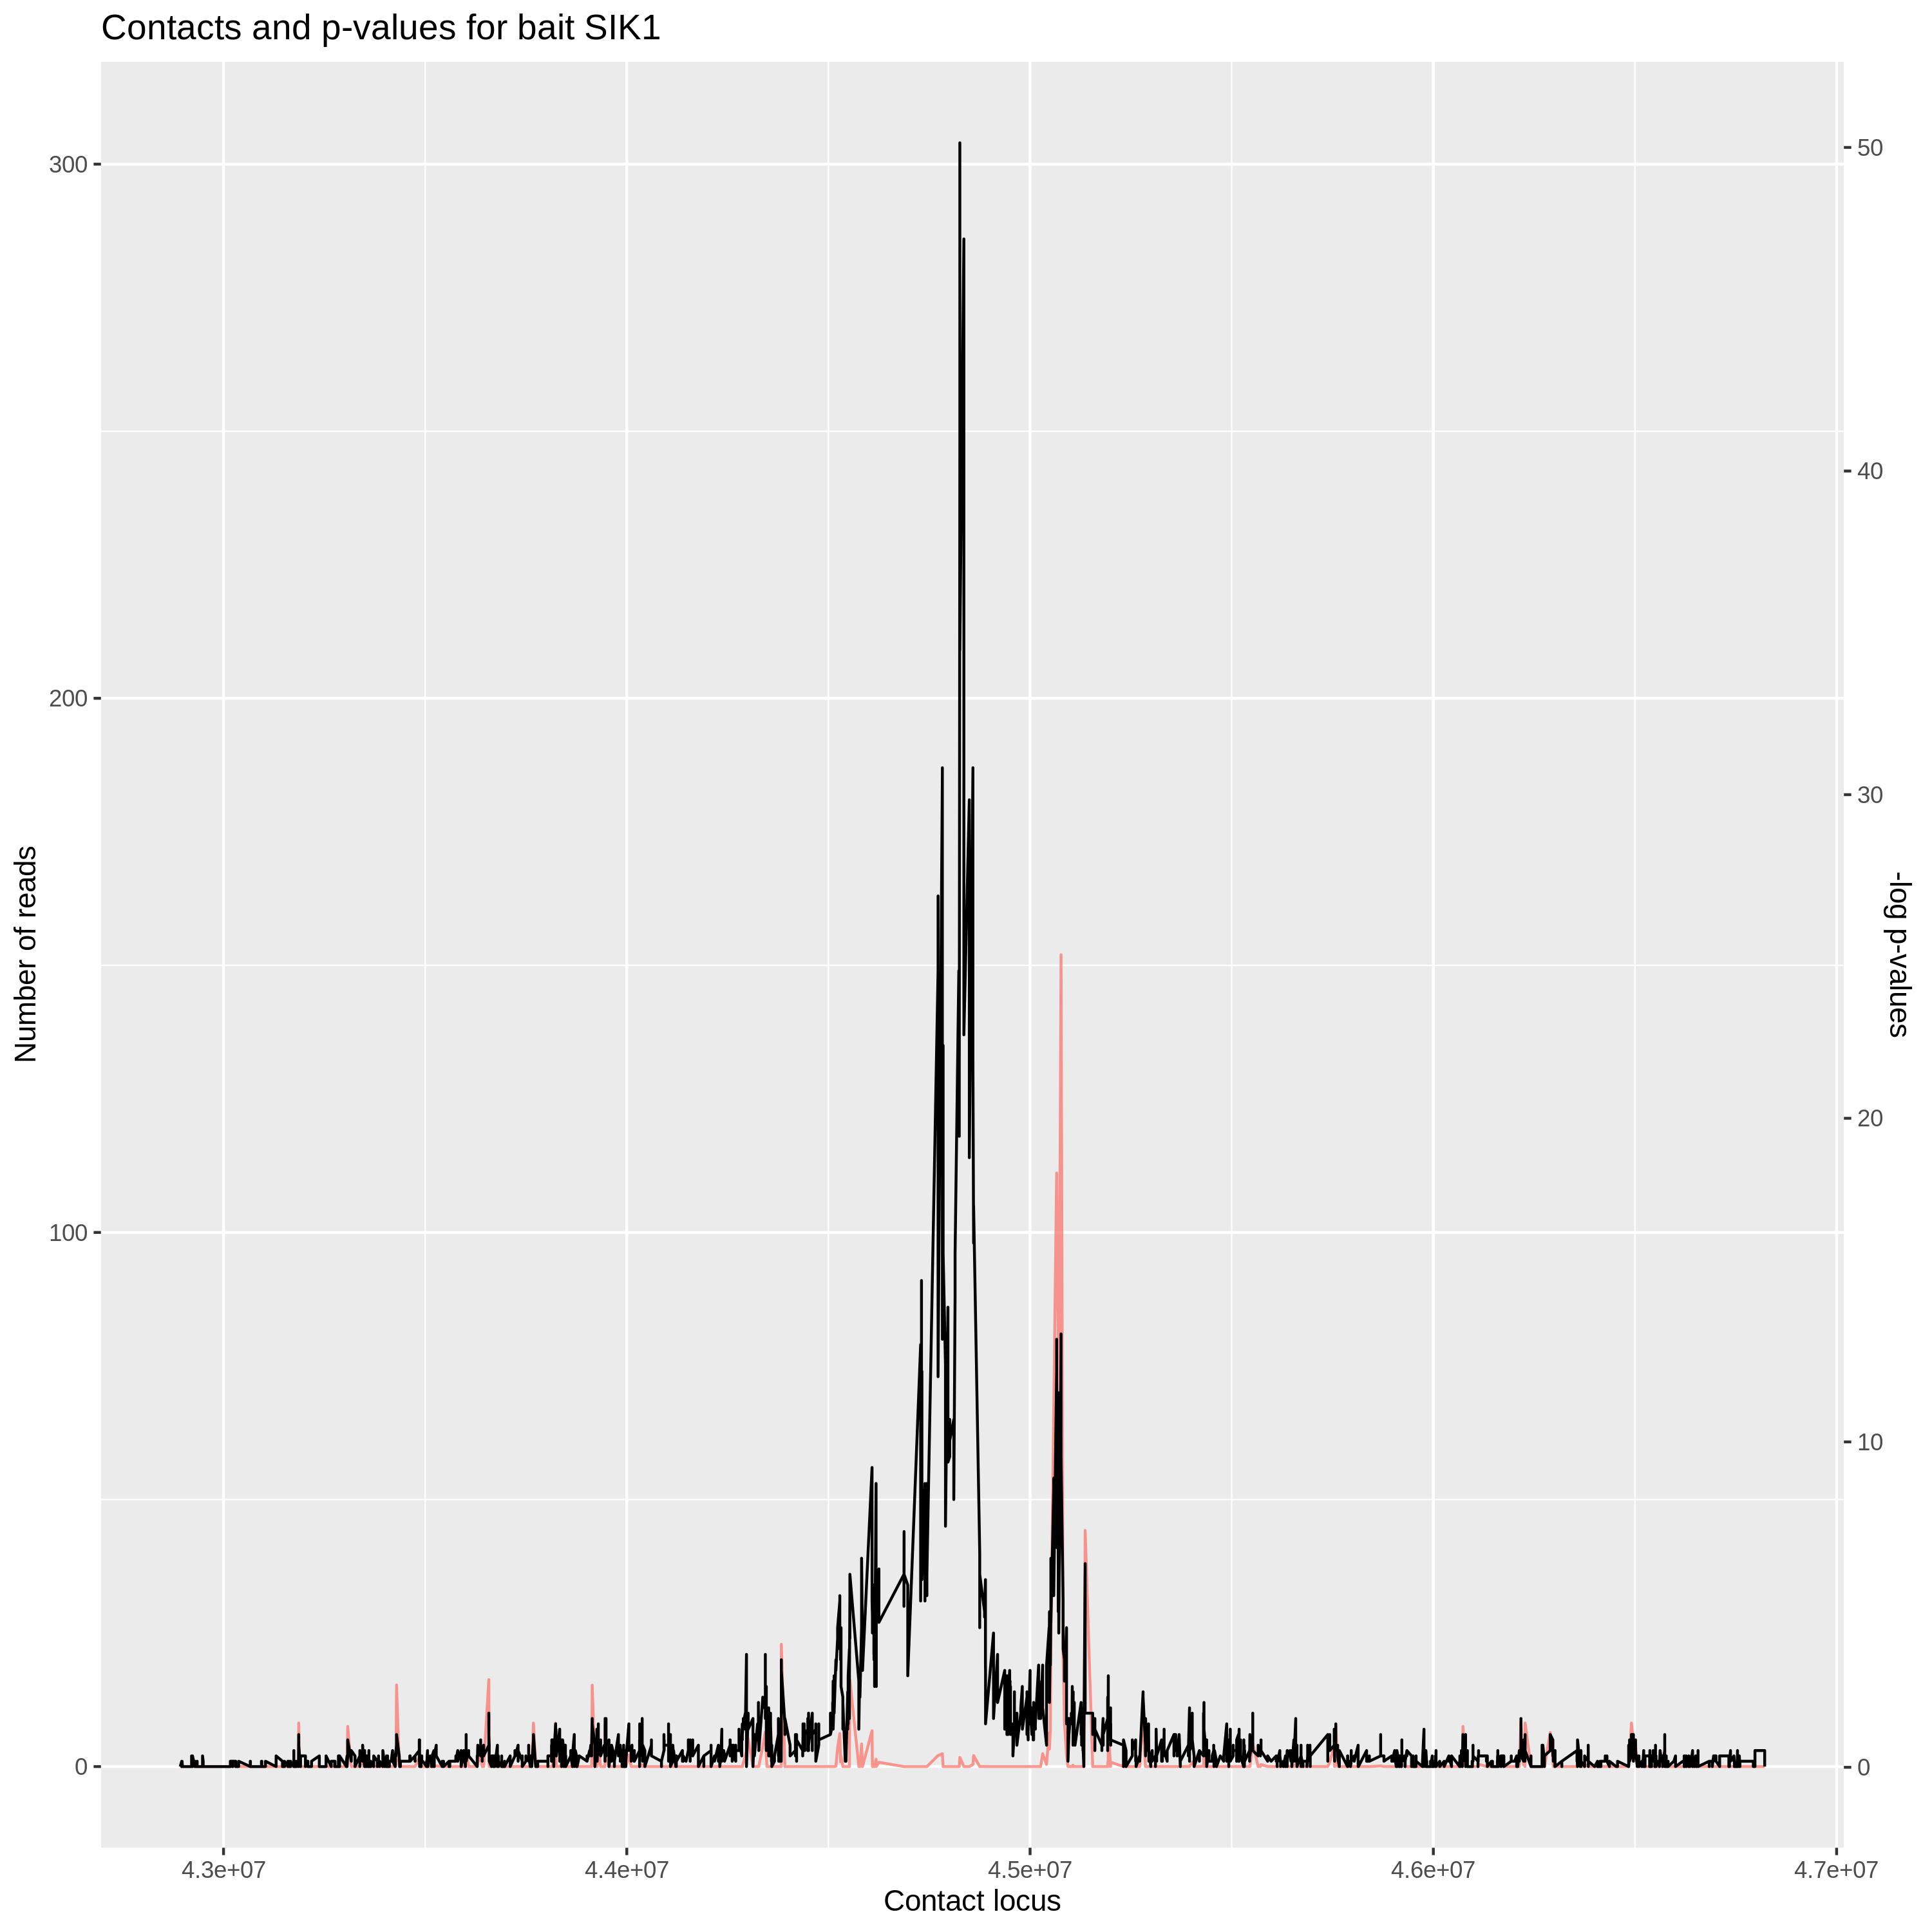 Contacts and p-values for bait SIK1
300
200
100
0
Number of reads
50
40
30
20
10
0
-log p-values
4.3e+07
4.4e+07
4.5e+07
4.6e+07
4.7e+07
Contact locus